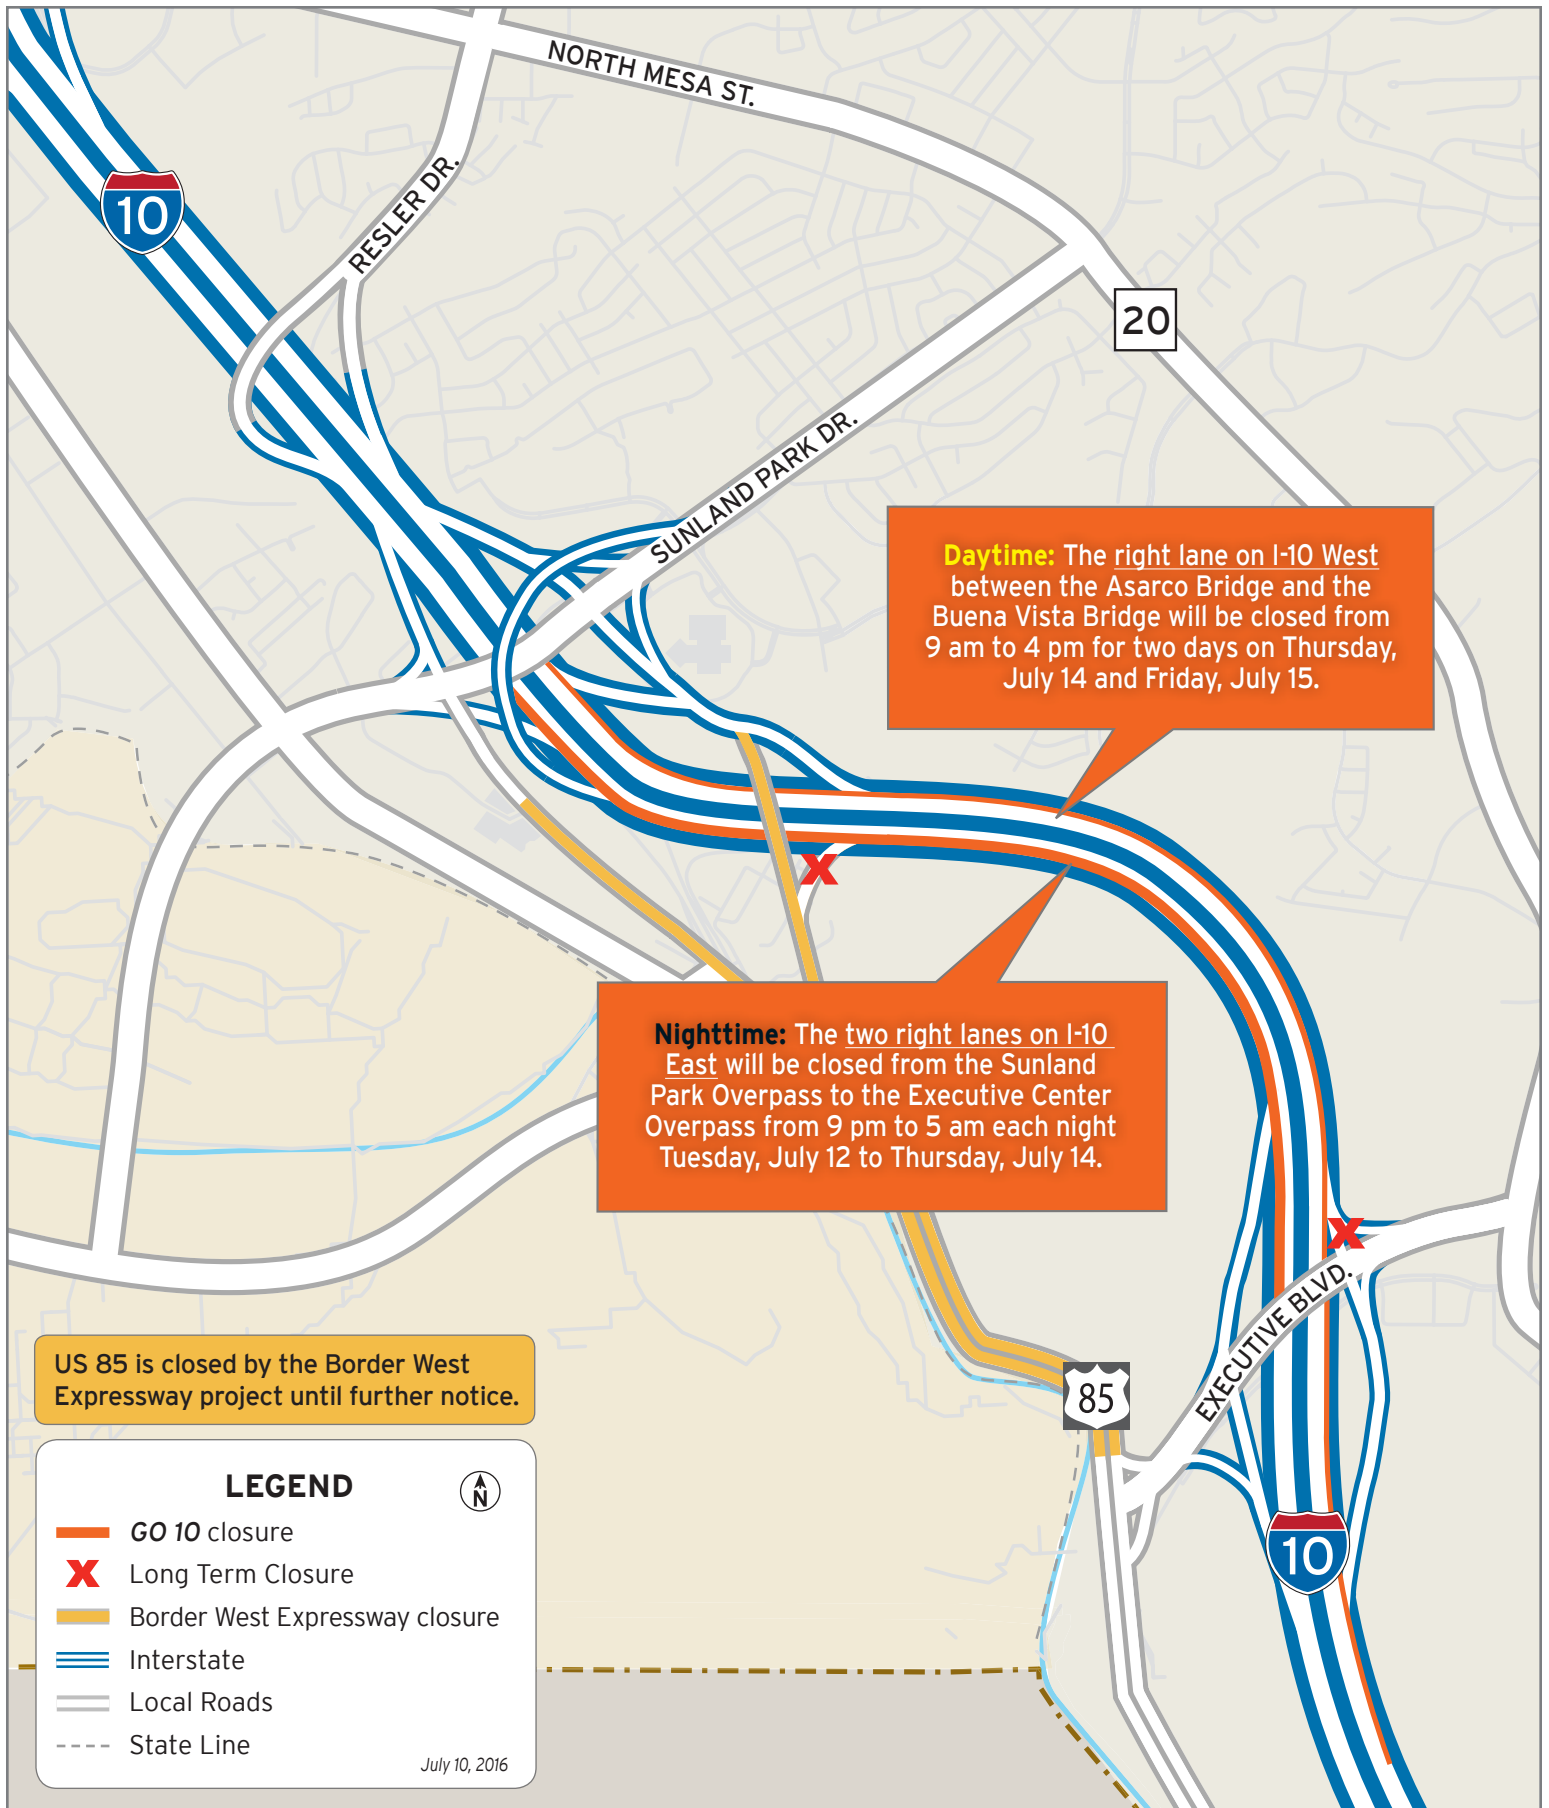 NORTH MESA ST.
RESLER DR.
10
20
SUNLAND PARK DR.
Daytime: The right lane on I-10 West
between the Asarco Bridge and the
Buena Vista Bridge will be closed from
9 am to 4 pm for two days on Thursday,
July 14 and Friday, July 15.
X
Nighttime: The two right lanes on I-10
East will be closed from the Sunland
Park Overpass to the Executive Center
Overpass from 9 pm to 5 am each night
Tuesday, July 12 to Thursday, July 14.
X
EXECUTIVE BLVD.
85
10
US 85 is closed by the Border West
Expressway project until further notice.
LEGEND
N
GO 10 closure
X Long Term Closure
Border West Expressway closure
Interstate
Local Roads
State Line
July 10, 2016